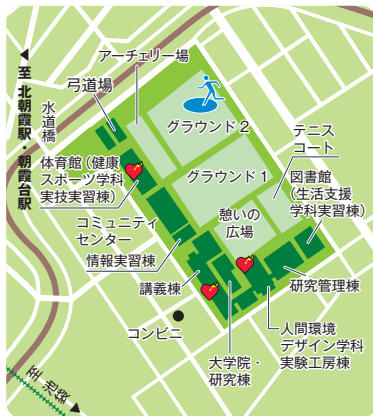 アーチェリー場
弓道場
水道橋
至 北朝霞駅・朝霞台駅
グラウンド2
テニス
コート
体育館(健康
スポーツ学科
実技実習棟)
グラウンド1
図書館
(生活支援
学科実習棟)
コミュニティ
センター
憩いの
広場
情報実習棟
講義棟
研究管理棟
コンビニ
人間環境
デザイン学科
実験工房棟
大学院・
研究棟
至 池袋